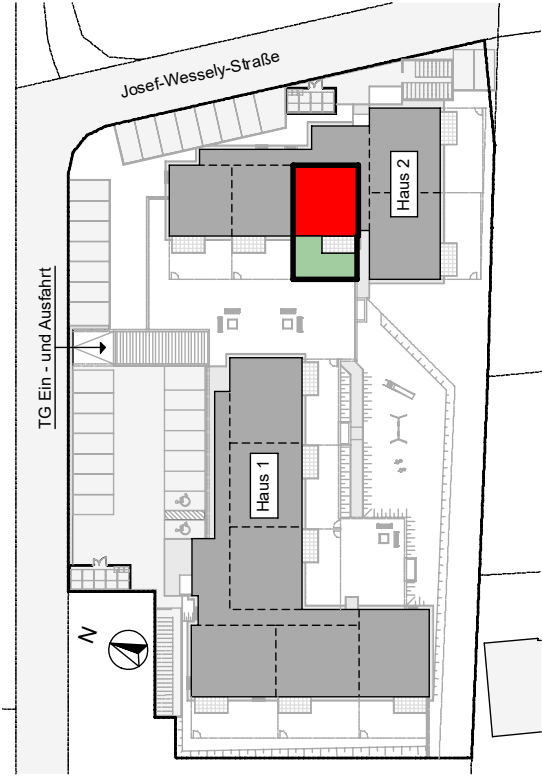 Josef-Wessely-Straße
Haus 2
TG Ein - und Ausfahrt
Haus 1
N